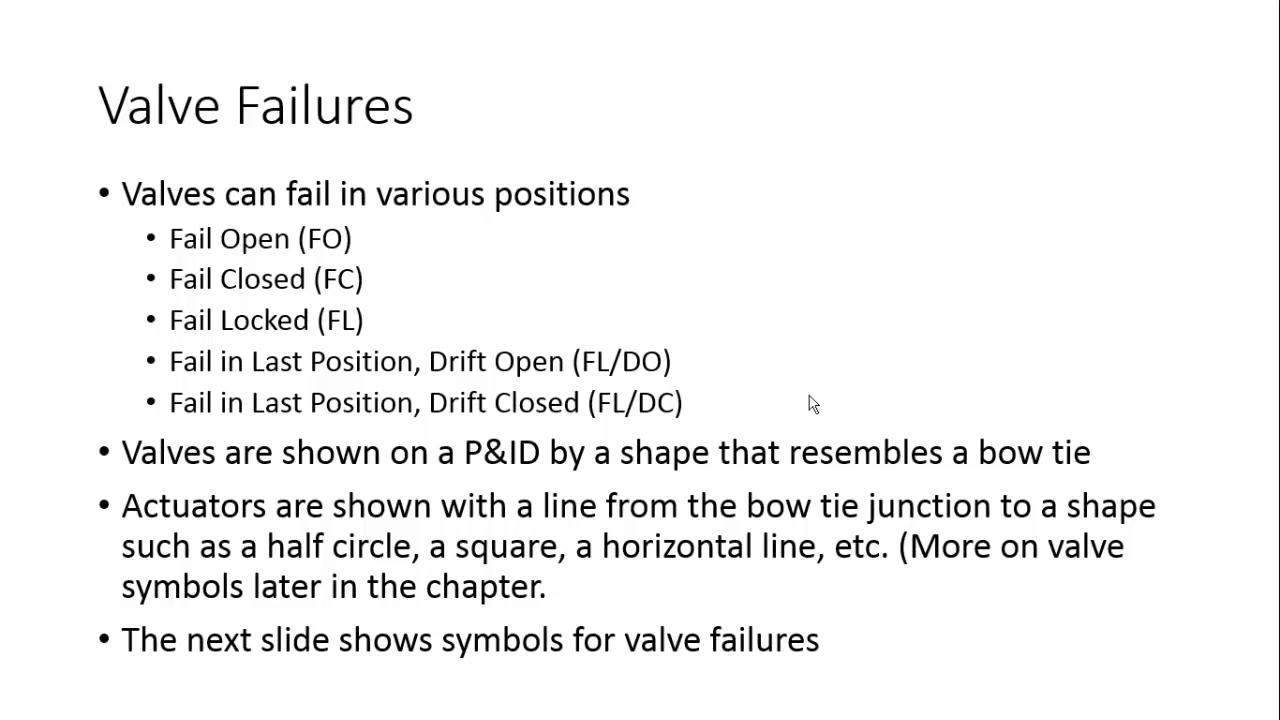 Valve Failures
• Valves can fail in various positions
• Fail Open (FO)
• Fail Closed (FC)
• Fail Locked (FL)
• Fail in Last Position, Drift Open (FL/DO)
• Fail in Last Position, Drift Closed (FL/DC)
• Valves are shown on a P&ID by a shape that resembles a bow tie
• Actuators are shown with a line from the bow tie junction to a shape
such as a half circle, a square, a horizontal line, etc. (More on valve
symbols later in the chapter.
• The next slide shows symbols for valve failures